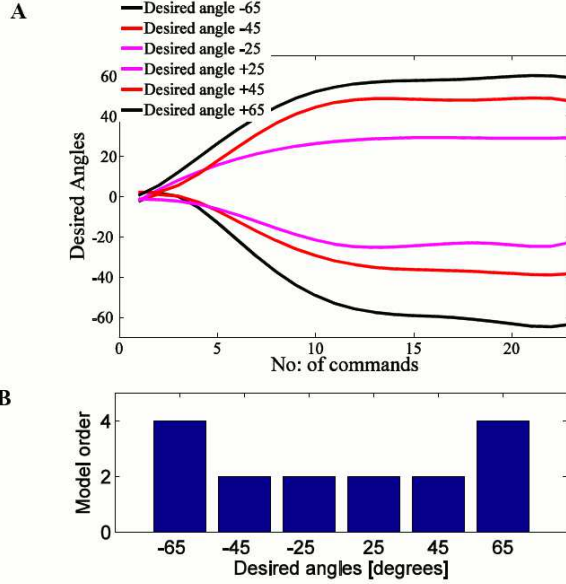 A
Desired angle -65
Desired angle -45
Desired angle -25
Desired angle +25
Desired angle +45
Desired angle +65
60
40
20
0
-20
-40
-60
Desired Angles
0 5 10 15 20
No: of commands
B
4
2
0
Model order
-65 -45 -25 25 45 65
Desired angles [degrees]